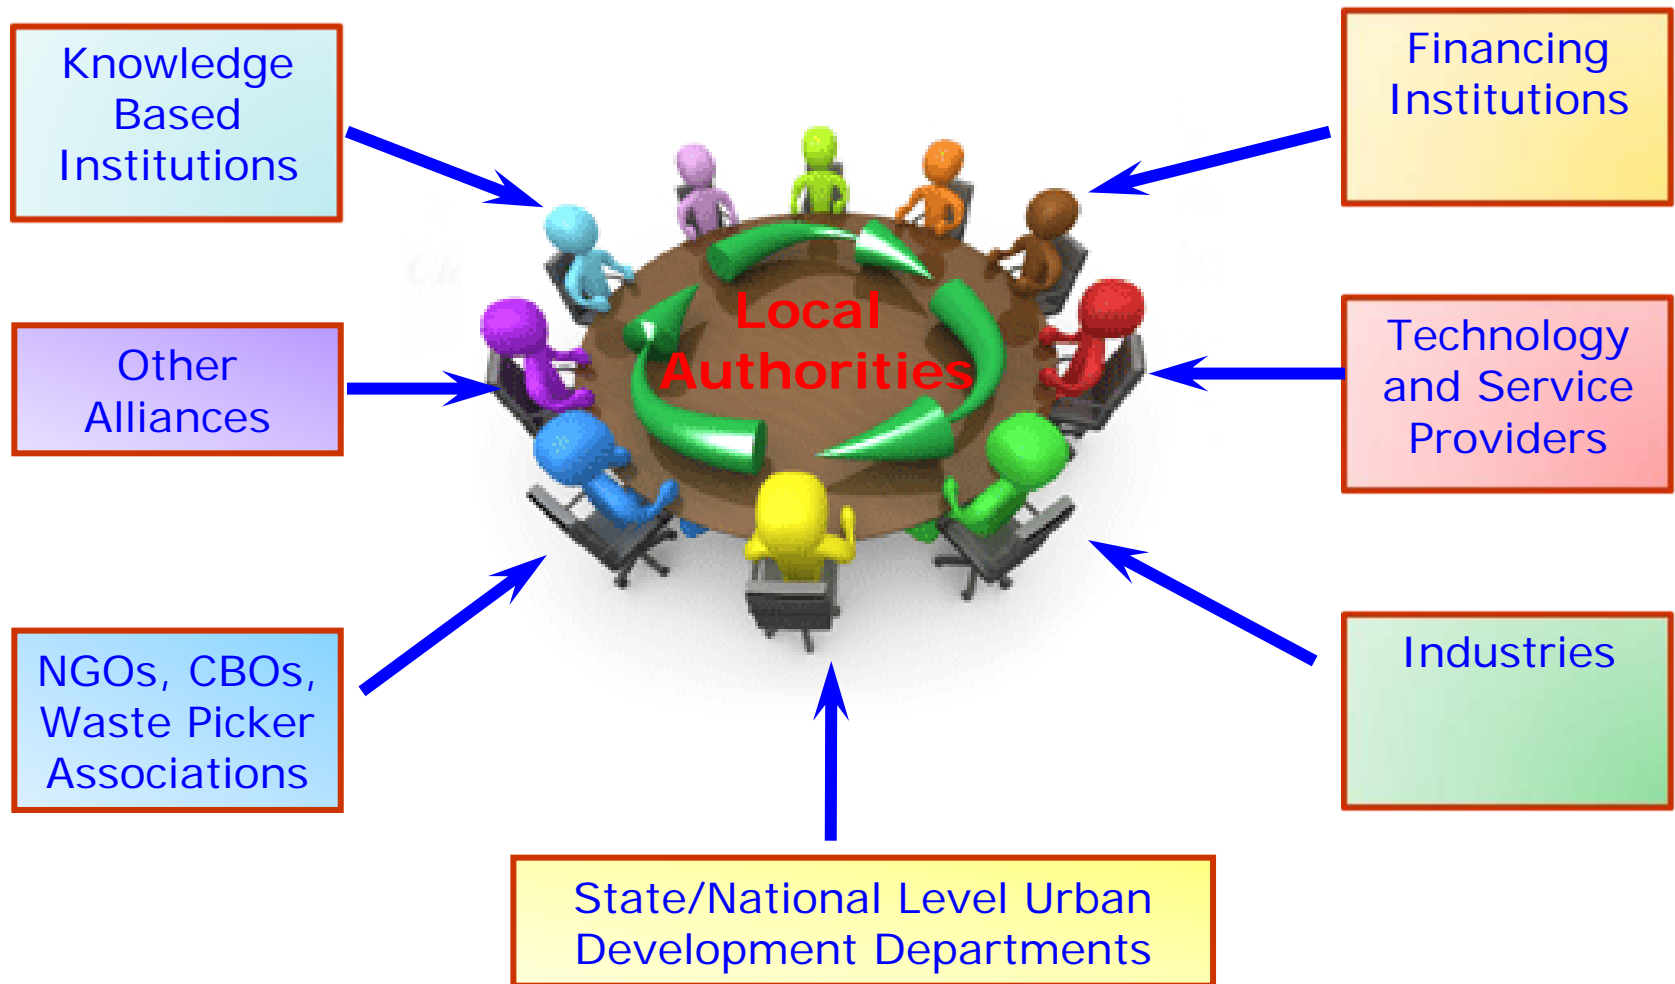 Knowledge
Based
Institutions
Financing
Institutions
Local
Authorities
Other
Alliances
Technology
and Service
Providers
NGOs, CBOs,
Waste Picker
Associations
Industries
State/National Level Urban
Development Departments